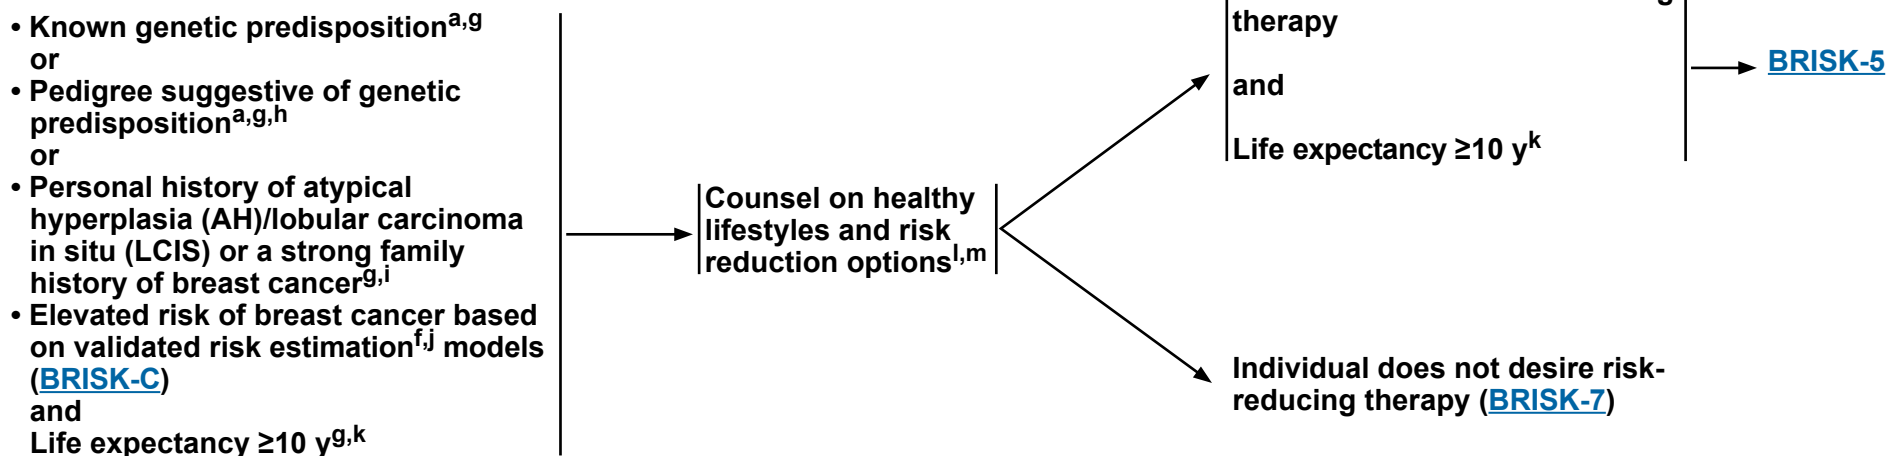 • Known genetic predisposition^a,g
or
• Pedigree suggestive of genetic
predisposition^a,g,h
or
• Personal history of atypical
hyperplasia (AH)/lobular carcinoma
in situ (LCIS) or a strong family
history of breast cancer^g,i
• Elevated risk of breast cancer based
on validated risk estimation^f,j models
(BRISK-C)
and
Life expectancy ≥10 y^g,k
Counsel on healthy
lifestyles and risk
reduction options^l,m
therapy
and
Life expectancy ≥10 y^k
BRISK-5
Individual does not desire risk-
reducing therapy (BRISK-7)